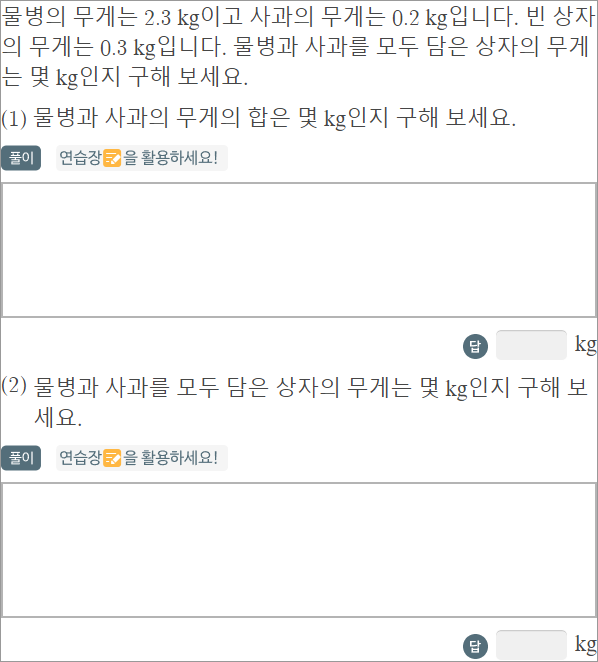 물병의 무게는 2.3 kg이고 사과의 무게는 0.2 kg입니다. 빈 상자
의 무게는 0.3 kg입니다. 물병과 사과를 모두 담은 상자의 무게
는 몇 kg인지 구해 보세요.
(1) 물병과 사과의 무게의 합은 몇 kg인지 구해 보세요.
풀이 연습장을 활용하세요!
답 kg
(2) 물병과 사과를 모두 담은 상자의 무게는 몇 kg인지 구해 보
세요.
풀이 연습장을 활용하세요!
답 kg